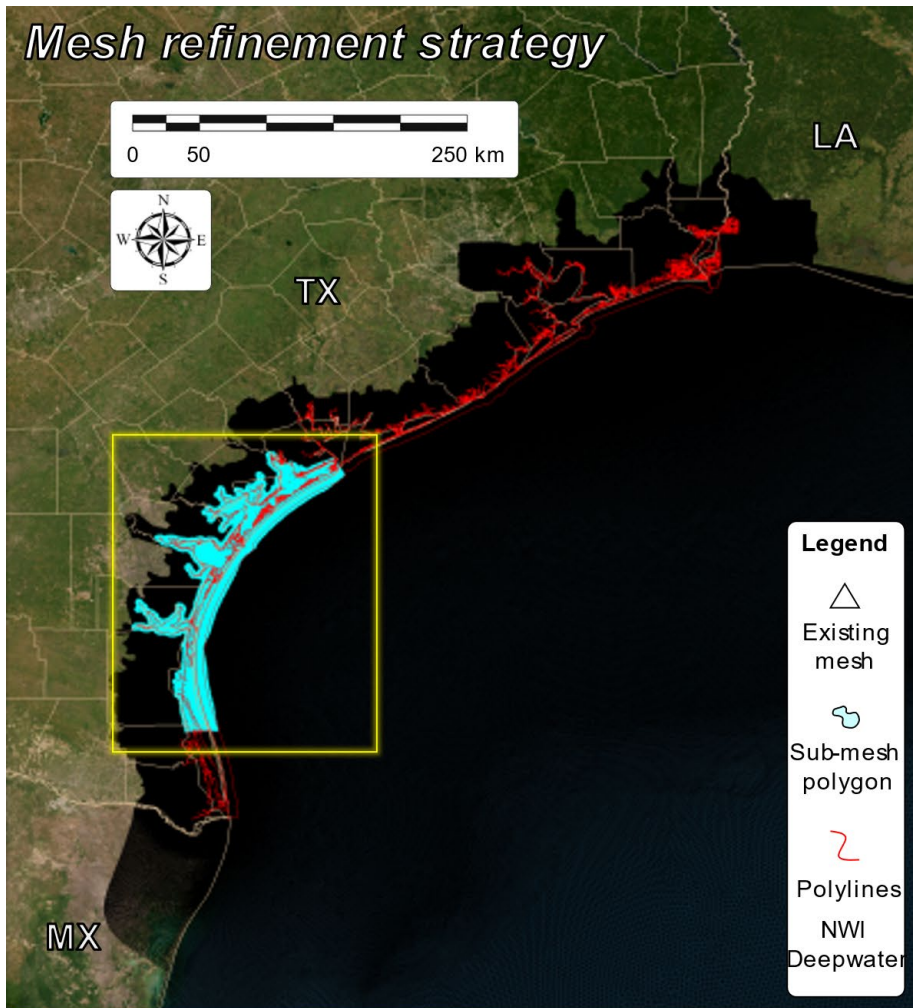 Mesh refinement strategy
LA
0 50 250 km
N
W E
S
TX
Legend
Existing
mesh
Sub-mesh
polygon
Polylines
NWI
Deepwater
MX